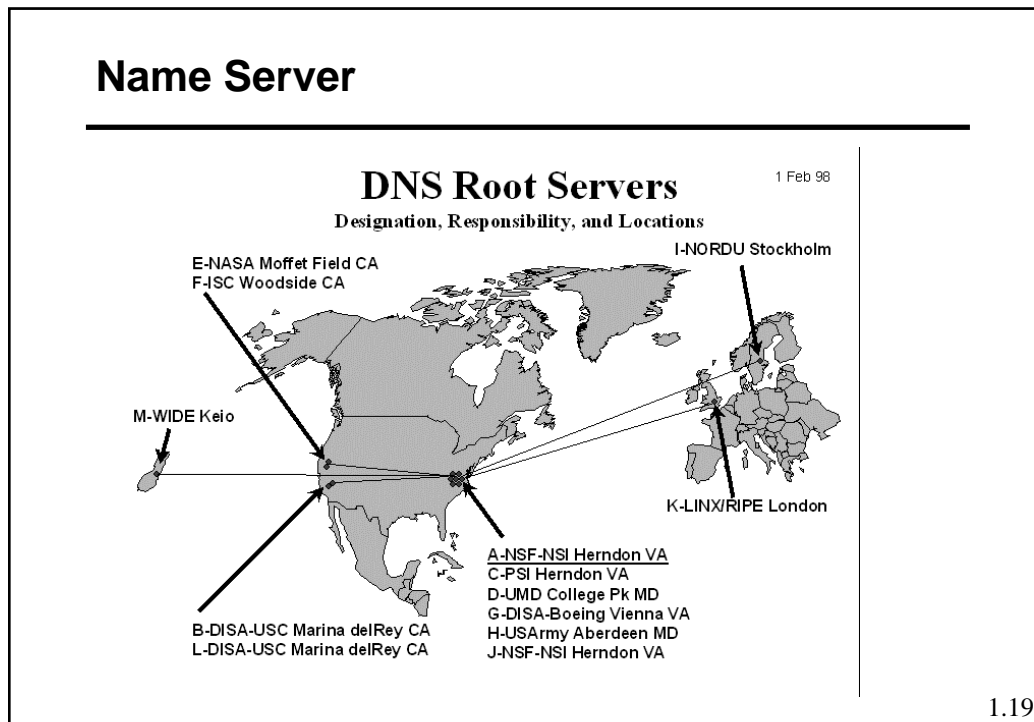 Name Server
DNS Root Servers
1 Feb 98
Designation, Responsibility, and Locations
I-NORDU Stockholm
E-NASA Moffet Field CA
F-ISC Woodside CA
M-WIDE Keio
K-LINX/RIPE London
A-NSF-NSI Herndon VA
C-PSI Herndon VA
D-UMD College Pk MD
G-DISA-Boeing Vienna VA
H-USArmy Aberdeen MD
J-NSF-NSI Herndon VA
B-DISA-USC Marina delRey CA
L-DISA-USC Marina delRey CA
1.19